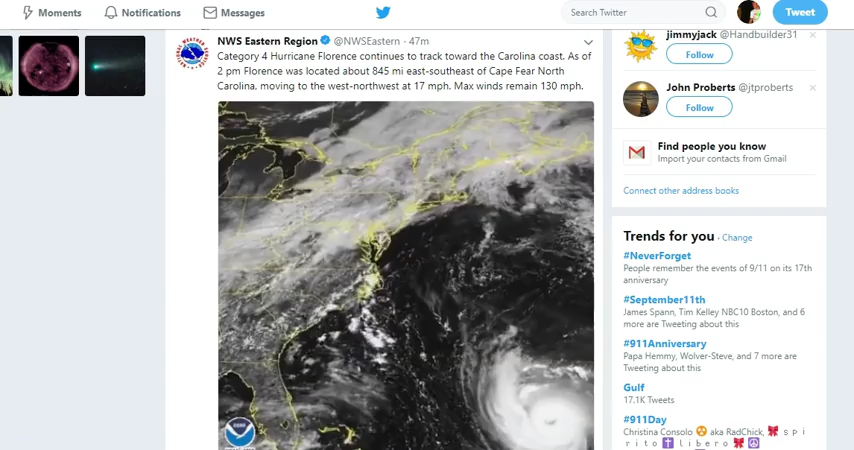 Moments
Notifications
Messages
Search Twitter
Tweet
NWS Eastern Region @NWSEastern · 47m
Category 4 Hurricane Florence continues to track toward the Carolina coast. As of
2 pm Florence was located about 845 mi east-southeast of Cape Fear North
Carolina, moving to the west-northwest at 17 mph. Max winds remain 130 mph.
jimmyjack @Handbuilder31
Follow
John Proberts @jtproberts
Follow
Find people you know
Import your contacts from Gmail
Connect other address books
Trends for you · Change
#NeverForget
People remember the events of 9/11 on its 17th
anniversary
#September11th
James Spann, Tim Kelley NBC10 Boston, and 6
more are Tweeting about this
#911Anniversary
Papa Hemmy, Wolver-Steve, and 7 more are
Tweeting about this
Gulf
17.1K Tweets
#911Day
Christina Consolo ☢ aka RadChick, 🎀 s p i
r i t o ✝ l i b e r o 🎀 ☮